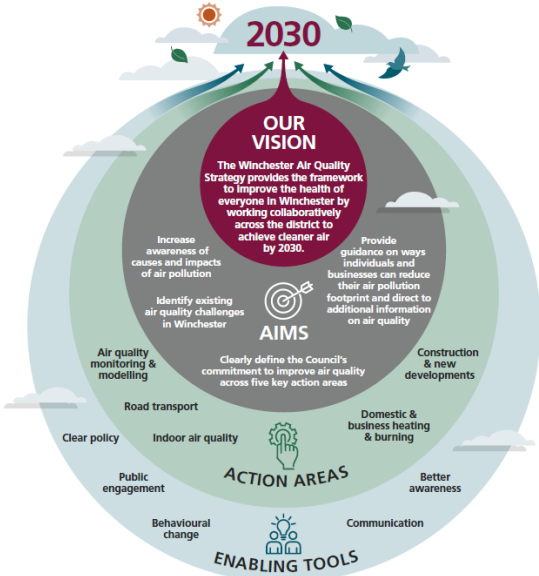 2030
OUR
VISION
The Winchester Air Quality
Strategy provides the framework
to improve the health of
everyone in Winchester by
working collaboratively
across the district to
achieve cleaner air
by 2030.
Increase
awareness of
causes and impacts
of air pollution
Provide
guidance on ways
individuals and
businesses can reduce
their air pollution
footprint and direct to
additional information
on air quality
Identify existing
air quality challenges
in Winchester
AIMS
Clearly define the Council's
commitment to improve air quality
across five key action areas
Air quality
monitoring &
modelling
Construction
& new
developments
Road transport
Indoor air quality
Domestic &
business heating
& burning
ACTION AREAS
Clear policy
Public
engagement
Better
awareness
Behavioural
change
Communication
ENABLING TOOLS